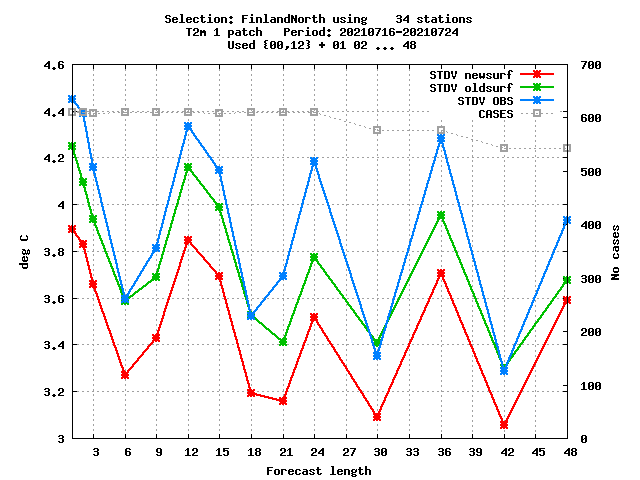 Selection: FinlandNorth using    34 stations
T2m 1 patch   Period: 20210716-20210724
Used {00,12} + 01 02 ... 48
STDV newsurf
STDV oldsurf
STDV OBS
CASES
deg C
4.6
4.4
4.2
4
3.8
3.6
3.4
3.2
3
700
600
500
400
300
200
100
0
No cases
3 6 9 12 15 18 21 24 27 30 33 36 39 42 45 48
Forecast length